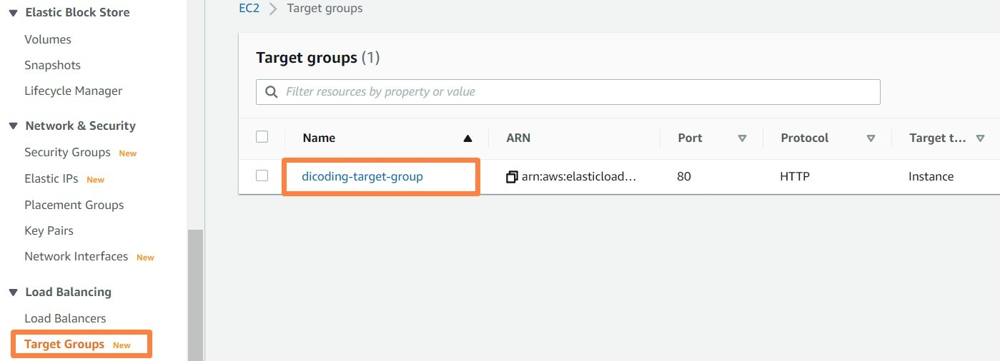 Elastic Block Store
Volumes
Snapshots
Lifecycle Manager
Network & Security
Security Groups New
Elastic IPs New
Placement Groups
Key Pairs
Network Interfaces New
Load Balancing
Load Balancers
Target Groups New
EC2 > Target groups
Target groups (1)
Filter resources by property or value
Name ARN Port Protocol Target t...
dicoding-target-group arn:aws:elasticload... 80 HTTP Instance